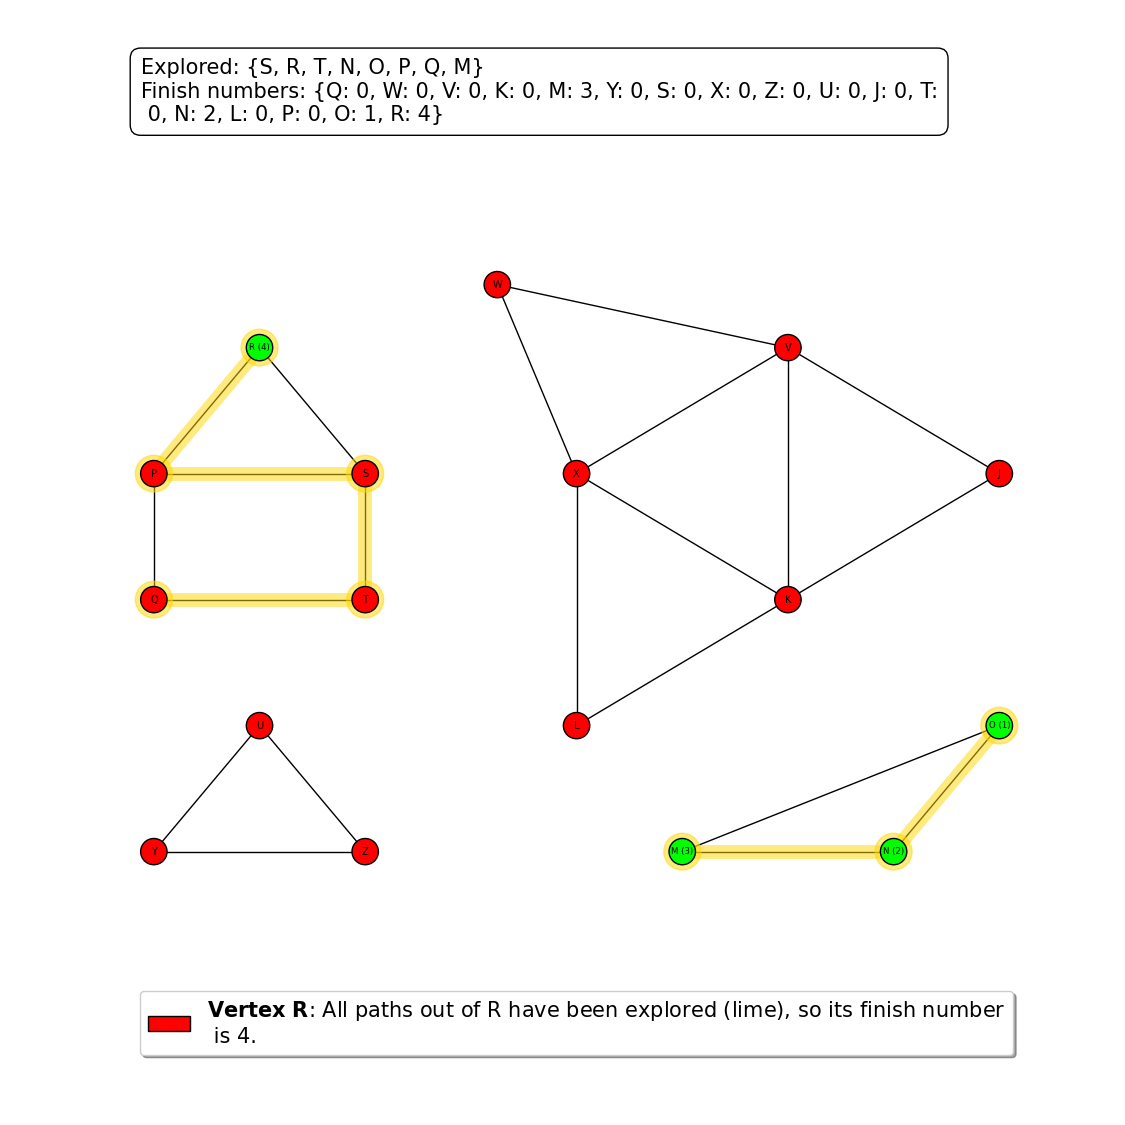 Explored: {S, R, T, N, O, P, Q, M}
Finish numbers: {Q: 0, W: 0, V: 0, K: 0, M: 3, Y: 0, S: 0, X: 0, Z: 0, U: 0, J: 0, T:
0, N: 2, L: 0, P: 0, O: 1, R: 4}
W
R (4)
V
P
S
X
J
Q
T
K
U
L
O (1)
Y
Z
M (3)
N (2)
Vertex R: All paths out of R have been explored (lime), so its finish number
is 4.